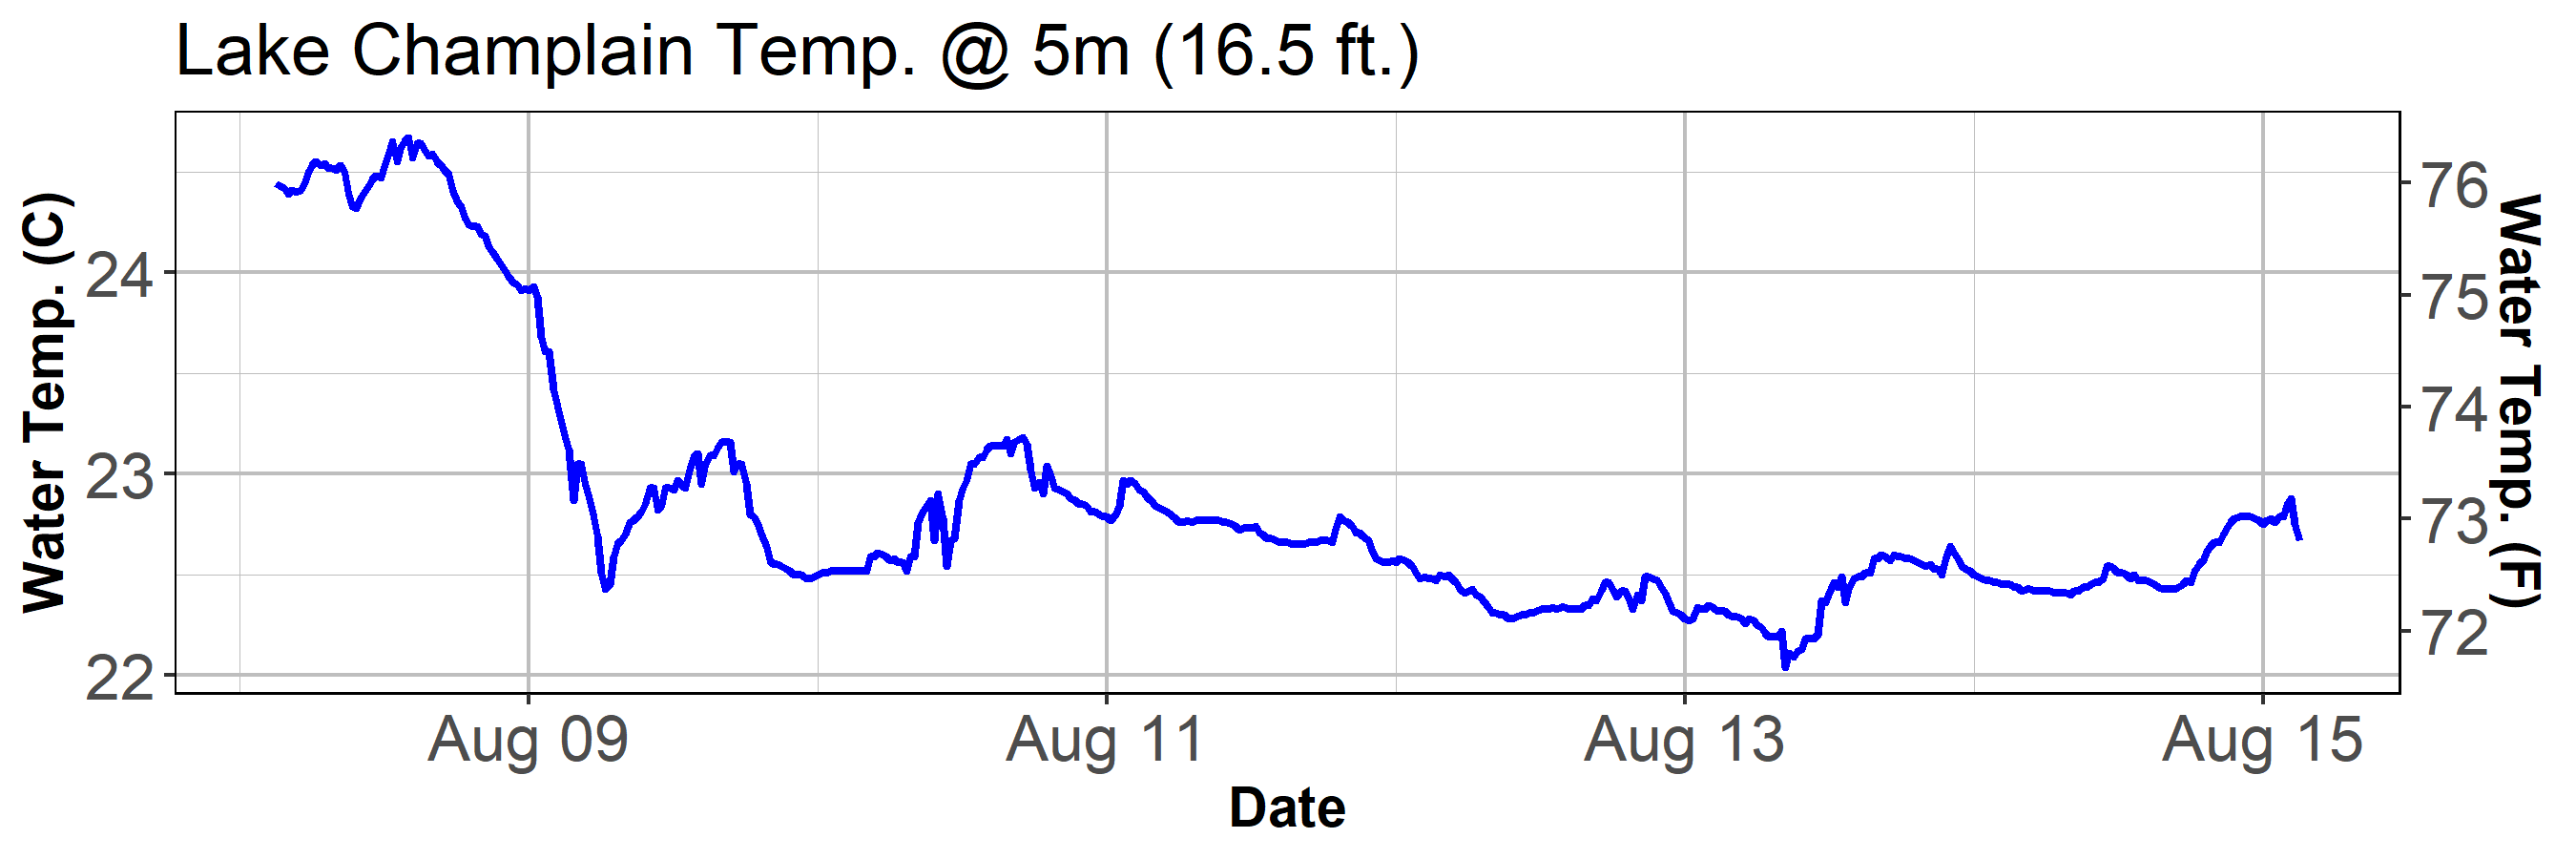 Lake Champlain Temp. @ 5m (16.5 ft.)
Water Temp. (C)
24
23
22
76
75
74
73
72
Water Temp. (F)
Aug 09 Aug 11 Aug 13 Aug 15
Date